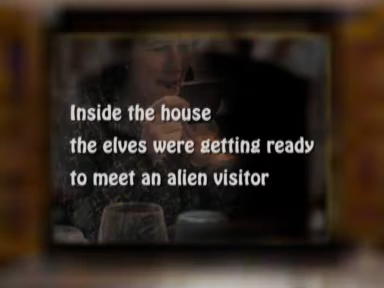 Inside the house
the elves were getting ready
to meet an alien visitor